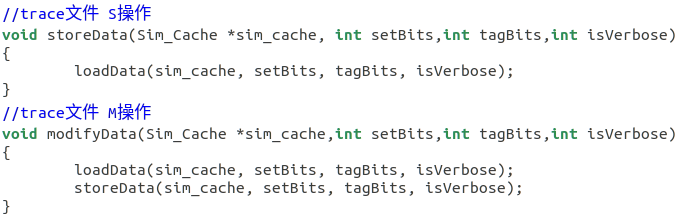 //trace文件 S操作
void storeData(Sim_Cache *sim_cache, int setBits,int tagBits,int isVerbose)
{
        loadData(sim_cache, setBits, tagBits, isVerbose);
}
//trace文件 M操作
void modifyData(Sim_Cache *sim_cache,int setBits,int tagBits,int isVerbose)
{
        loadData(sim_cache, setBits, tagBits, isVerbose);
        storeData(sim_cache, setBits, tagBits, isVerbose);
}